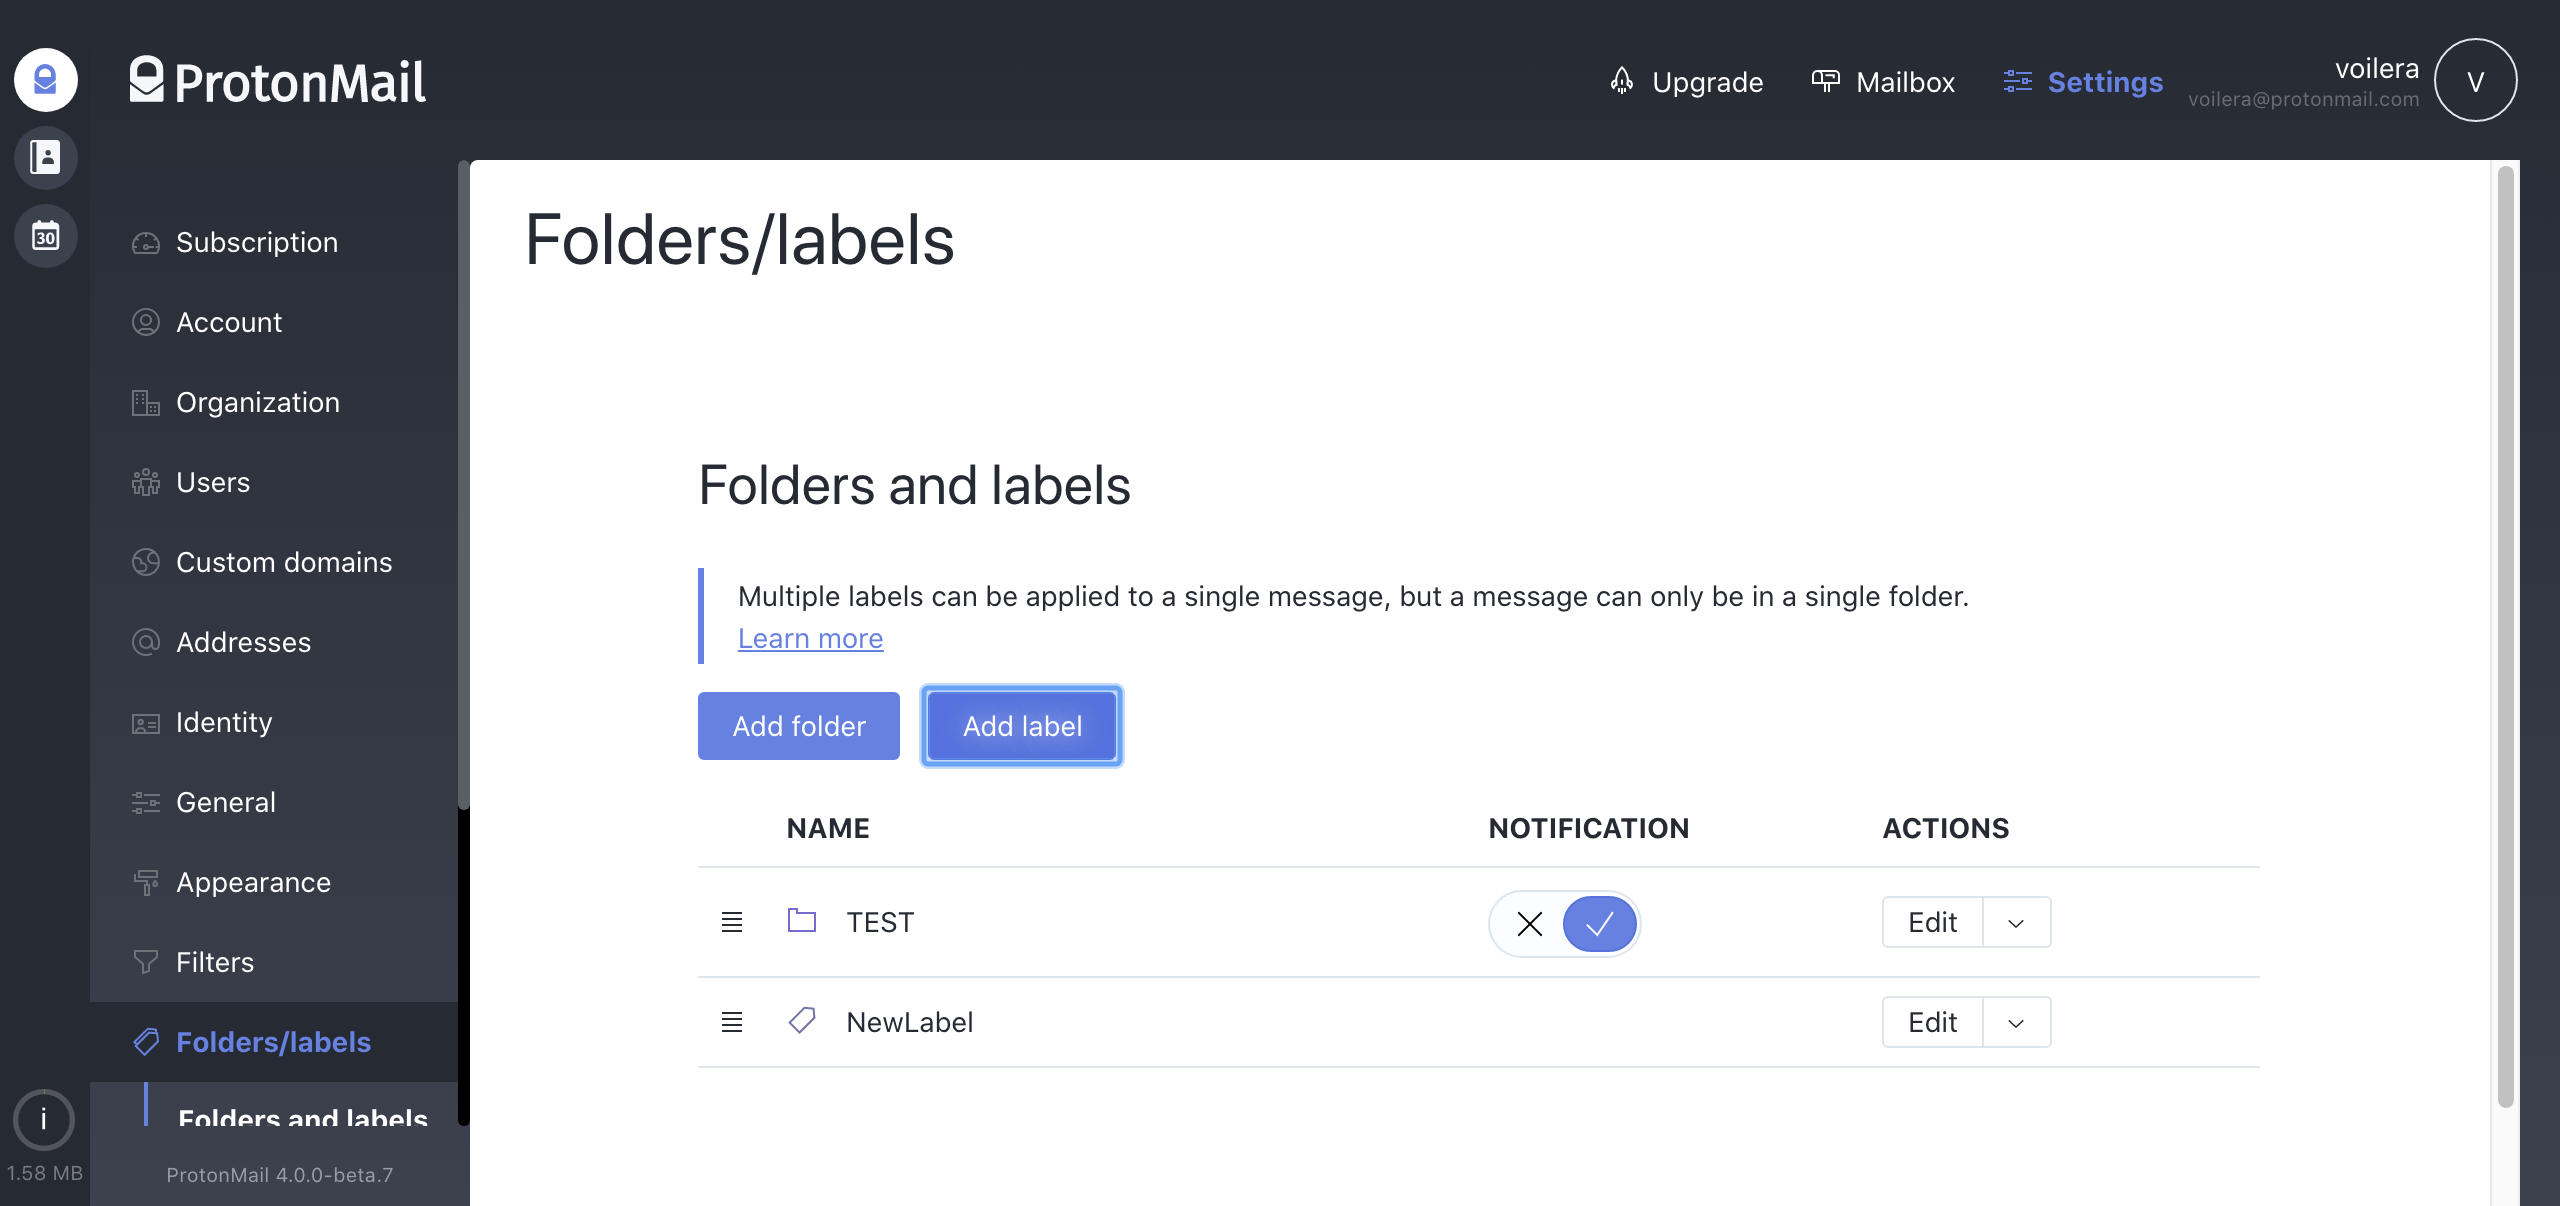 ProtonMail
Upgrade
Mailbox
Settings
voilera
voilera@protonmail.com
V
30
Subscription
Account
Organization
Users
Custom domains
Addresses
Identity
General
Appearance
Filters
Folders/labels
Folders and labels
i
1.58 MB
ProtonMail 4.0.0-beta.7
Folders/labels
Folders and labels
Multiple labels can be applied to a single message, but a message can only be in a single folder.
Learn more
Add folder
Add label
NAME NOTIFICATION ACTIONS
TEST Edit
NewLabel Edit